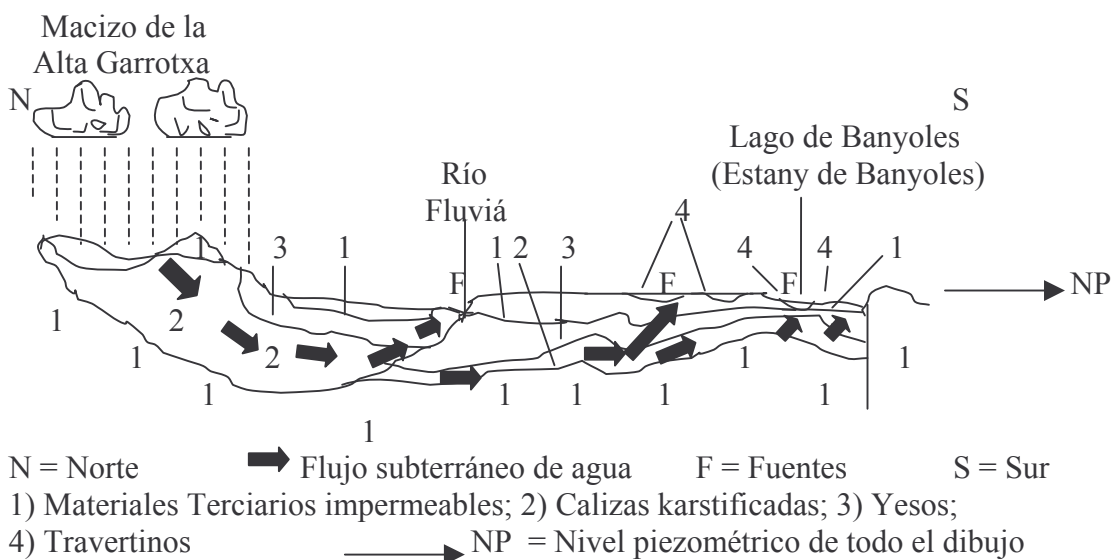 Macizo de la
Alta Garrotxa
N
S
Lago de Banyoles
(Estany de Banyoles)
Río
Fluviá
4
1 3 1 F 1 2 3 F 4 F 4 1
NP
1 2 1 2 1 1 1 1 1 1 1 1
1
N = Norte Flujo subterráneo de agua F = Fuentes S = Sur
1) Materiales Terciarios impermeables; 2) Calizas karstificadas; 3) Yesos;
4) Travertinos NP = Nivel piezométrico de todo el dibujo